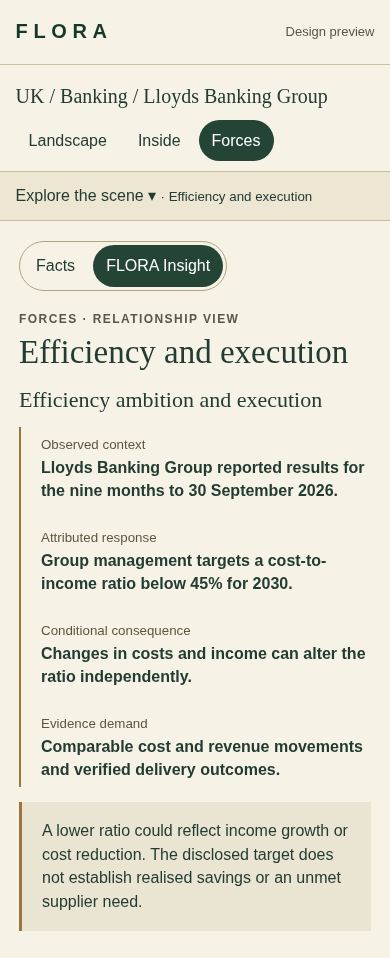 FLORA
Design preview
UK / Banking / Lloyds Banking Group
Landscape Inside Forces
Explore the scene ▾ · Efficiency and execution
Facts FLORA Insight
FORCES · RELATIONSHIP VIEW
Efficiency and execution
Efficiency ambition and execution
Observed context
Lloyds Banking Group reported results for
the nine months to 30 September 2026.
Attributed response
Group management targets a cost-to-
income ratio below 45% for 2030.
Conditional consequence
Changes in costs and income can alter the
ratio independently.
Evidence demand
Comparable cost and revenue movements
and verified delivery outcomes.
A lower ratio could reflect income growth or
cost reduction. The disclosed target does
not establish realised savings or an unmet
supplier need.